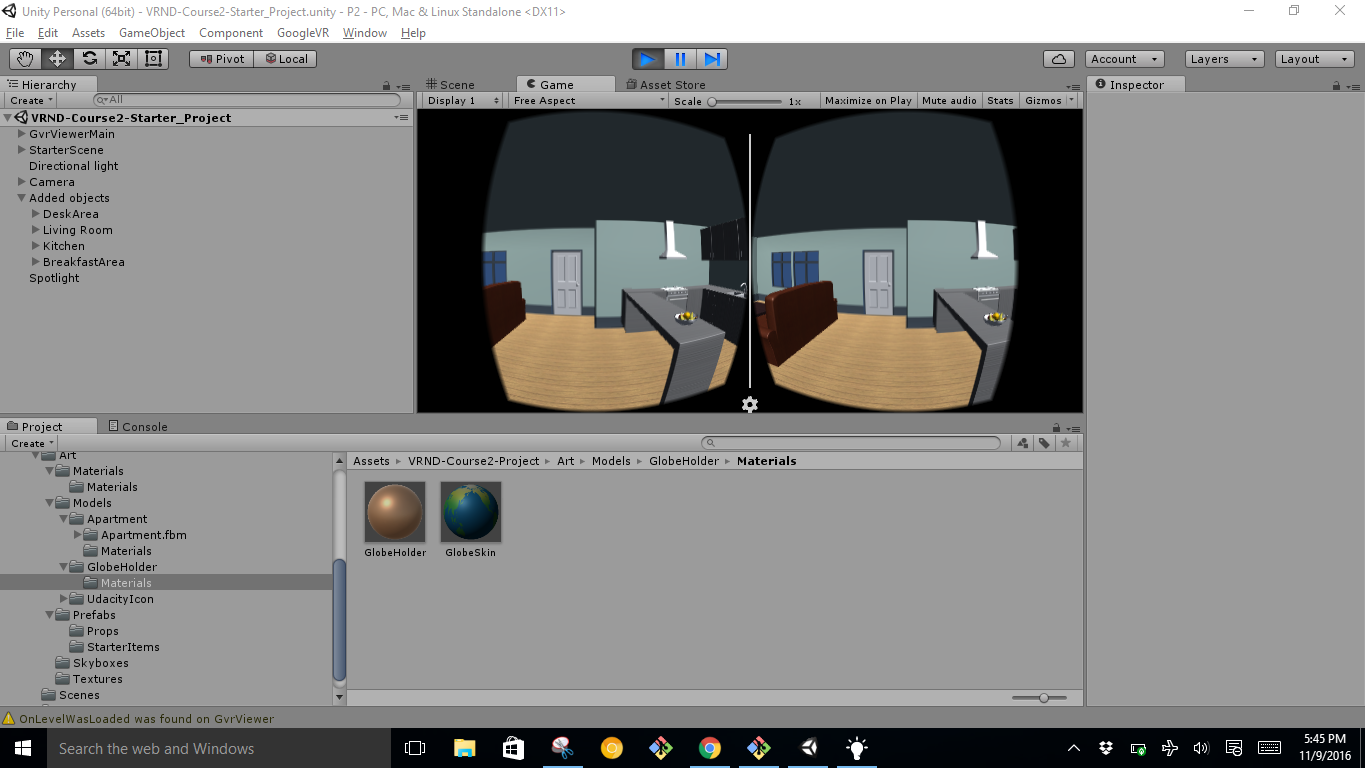 Unity Personal (64bit) - VRND-Course2-Starter_Project.unity - P2 - PC, Mac & Linux Standalone <DX11>
File Edit Assets GameObject Component GoogleVR Window Help
Pivot Local Account Layers Layout
Hierarchy
Create All
VRND-Course2-Starter_Project
GvrViewerMain
StarterScene
Directional light
Camera
Added objects
DeskArea
Living Room
Kitchen
BreakfastArea
Spotlight
Scene Game Asset Store
Display 1 Free Aspect Scale 1x Maximize on Play Mute audio Stats Gizmos
Inspector
Project Console
Create
Art
Materials
Materials
Models
Apartment
Apartment.fbm
Materials
GlobeHolder
Materials
UdacityIcon
Prefabs
Props
StarterItems
Skyboxes
Textures
Scenes
Assets VRND-Course2-Project Art Models GlobeHolder Materials
GlobeHolder GlobeSkin
OnLevelWasLoaded was found on GvrViewer
Search the web and Windows
5:45 PM
11/9/2016